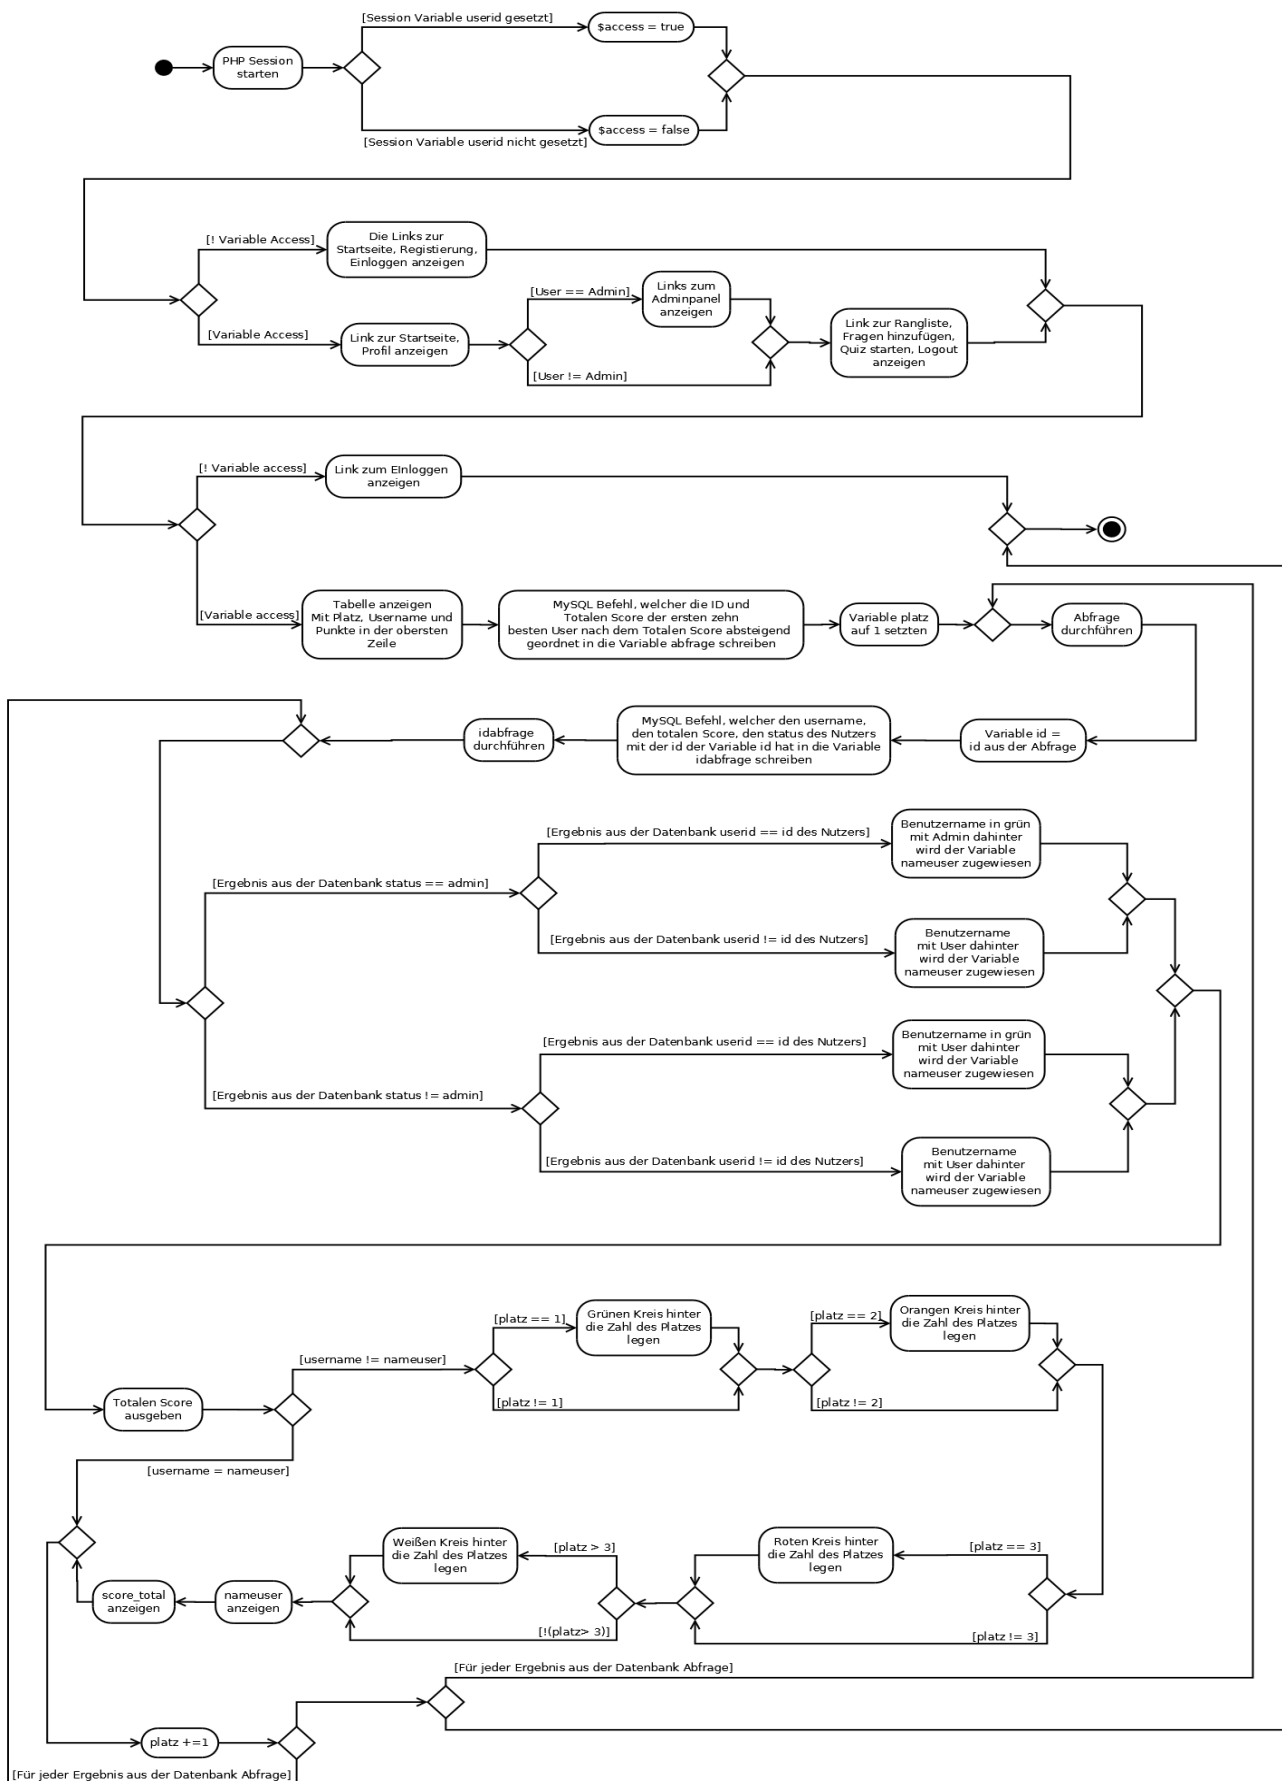 [Session Variable userid gesetzt]
$access = true
PHP Session
starten
$access = false
[Session Variable userid nicht gesetzt]
[! Variable Access]
Die Links zur
Startseite, Registierung,
Einloggen anzeigen
[User == Admin]
Links zum
Adminpanel
anzeigen
[Variable Access]
Link zur Startseite,
Profil anzeigen
Link zur Rangliste,
Fragen hinzufügen,
Quiz starten, Logout
anzeigen
[User != Admin]
[! Variable access]
Link zum EInloggen
anzeigen
[Variable access]
Tabelle anzeigen
Mit Platz, Username und
Punkte in der obersten
Zeile
MySQL Befehl, welcher die ID und
Totalen Score der ersten zehn
besten User nach dem Totalen Score absteigend
geordnet in die Variable abfrage schreiben
Variable platz
auf 1 setzten
Abfrage
durchführen
idabfrage
durchführen
MySQL Befehl, welcher den username,
den totalen Score, den status des Nutzers
mit der id der Variable id hat in die Variable
idabfrage schreiben
Variable id =
id aus der Abfrage
[Ergebnis aus der Datenbank userid == id des Nutzers]
Benutzername in grün
mit Admin dahinter
wird der Variable
nameuser zugewiesen
[Ergebnis aus der Datenbank status == admin]
[Ergebnis aus der Datenbank userid != id des Nutzers]
Benutzername
mit User dahinter
wird der Variable
nameuser zugewiesen
[Ergebnis aus der Datenbank userid == id des Nutzers]
Benutzername in grün
mit User dahinter
wird der Variable
nameuser zugewiesen
[Ergebnis aus der Datenbank status != admin]
[Ergebnis aus der Datenbank userid != id des Nutzers]
Benutzername
mit User dahinter
wird der Variable
nameuser zugewiesen
[platz == 1]
Grünen Kreis hinter
die Zahl des Platzes
legen
[platz == 2]
Orangen Kreis hinter
die Zahl des Platzes
legen
[username != nameuser]
[platz != 1]
[platz != 2]
Totalen Score
ausgeben
[username = nameuser]
Weißen Kreis hinter
die Zahl des Platzes
legen
[platz > 3]
Roten Kreis hinter
die Zahl des Platzes
legen
[platz == 3]
score_total
anzeigen
nameuser
anzeigen
[!(platz> 3)]
[platz != 3]
[Für jeder Ergebnis aus der Datenbank Abfrage]
platz +=1
[Für jeder Ergebnis aus der Datenbank Abfrage]